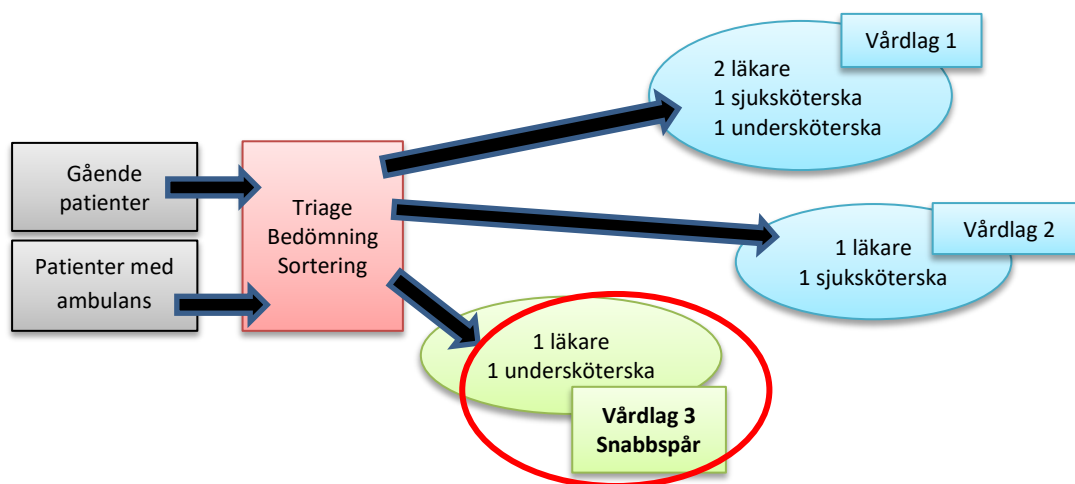 Gående
patienter
Patienter med
ambulans
Triage
Bedömning
Sortering
Vårdlag 1
2 läkare
1 sjuksköterska
1 undersköterska
Vårdlag 2
1 läkare
1 sjuksköterska
1 läkare
1 undersköterska
Vårdlag 3
Snabbspår